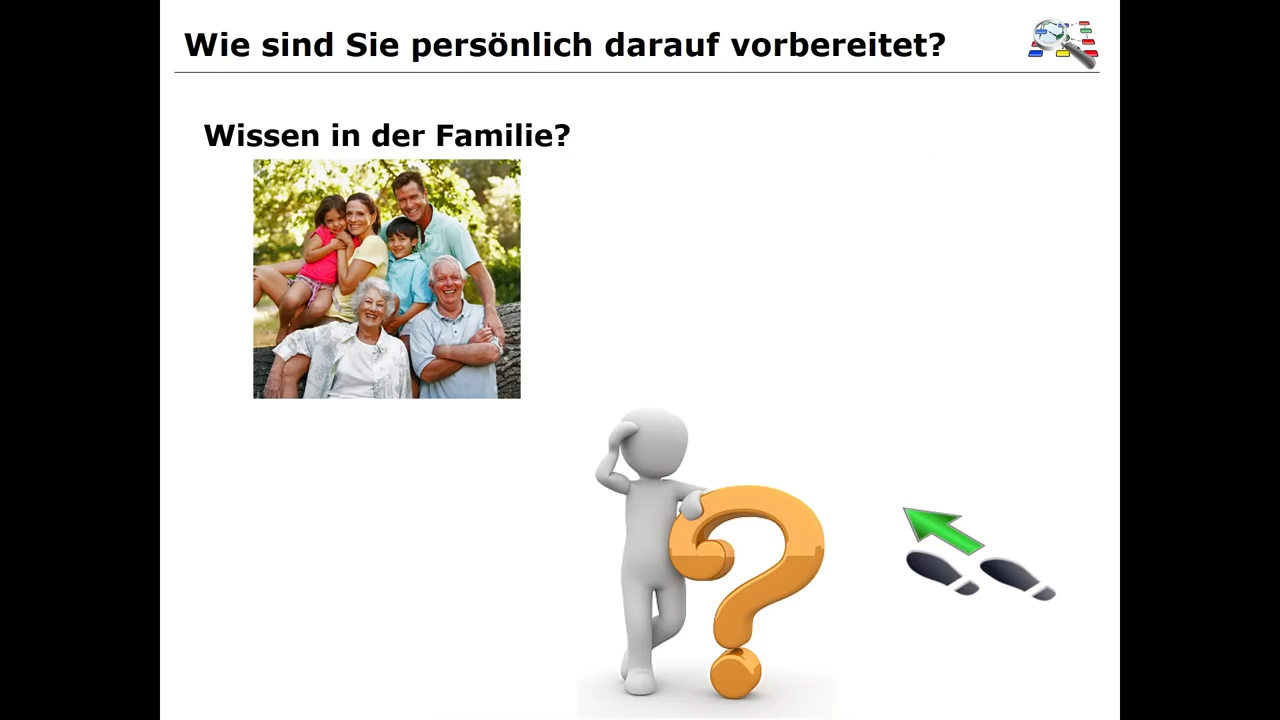 Wie sind Sie persönlich darauf vorbereitet?
Wissen in der Familie?